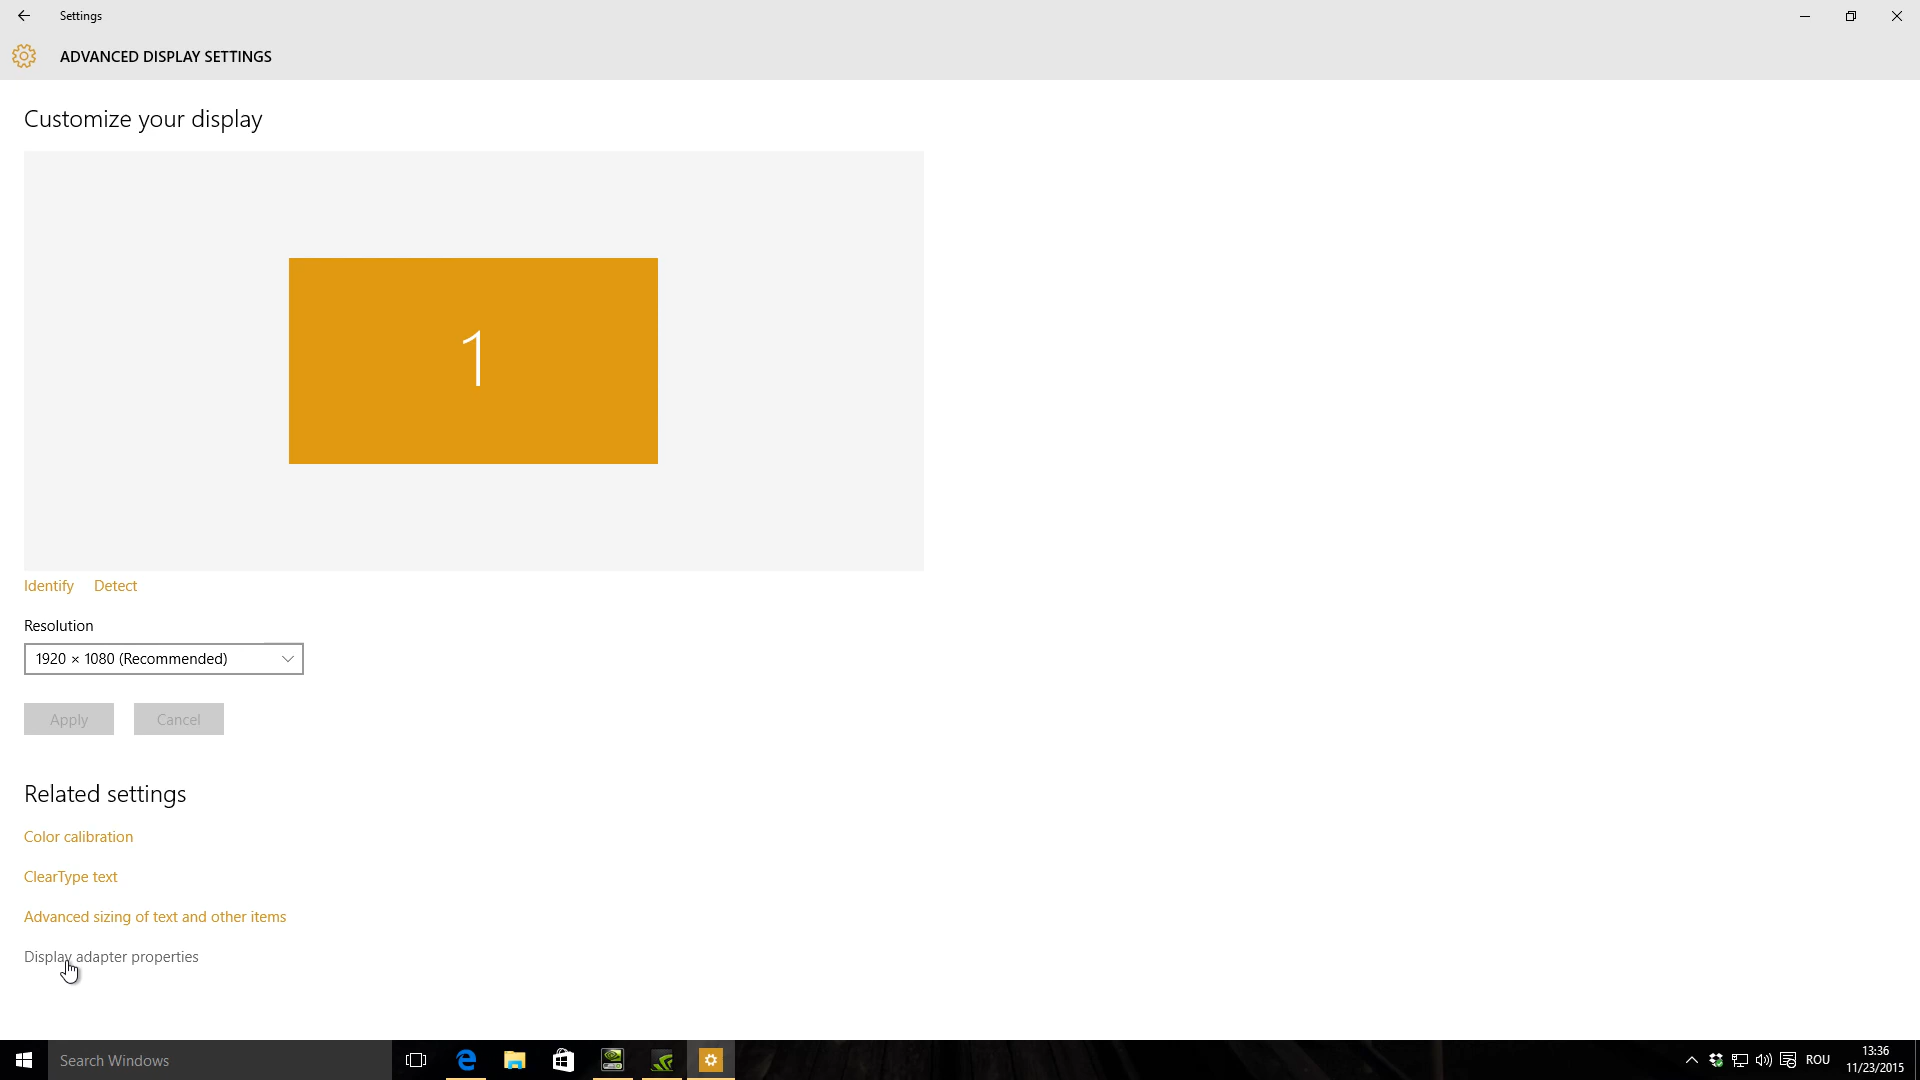 Settings
ADVANCED DISPLAY SETTINGS
Customize your display
1
Identify Detect
Resolution
1920 × 1080 (Recommended)
Apply Cancel
Related settings
Color calibration
ClearType text
Advanced sizing of text and other items
Display adapter properties
Search Windows
ROU
13:36
11/23/2015